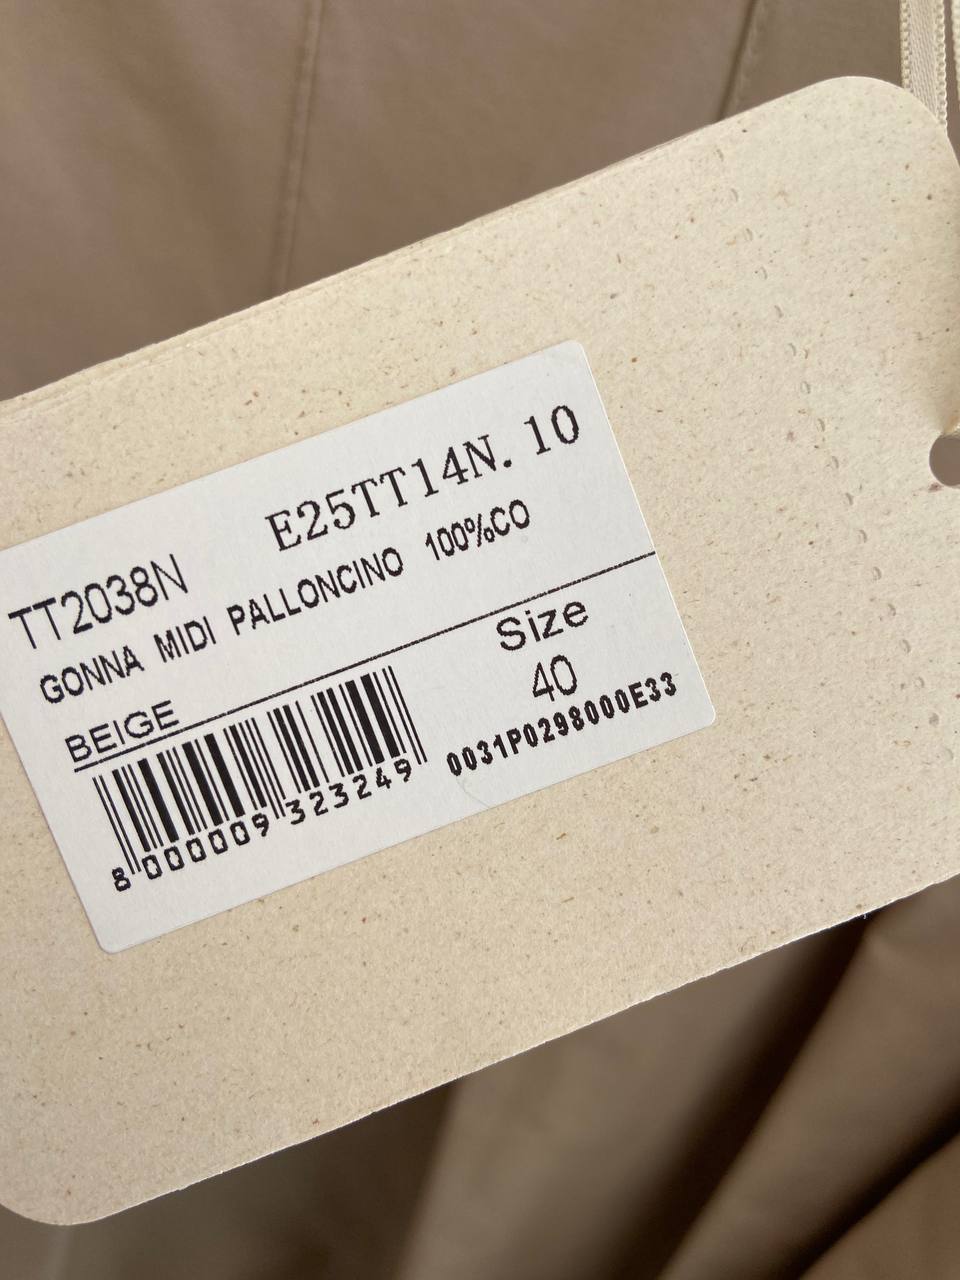 E25TT14N. 10
TT2038N
GONNA MIDI PALLONCINO 100%CO
BEIGE
Size
40
0031P0298000E33
8 000009 323249